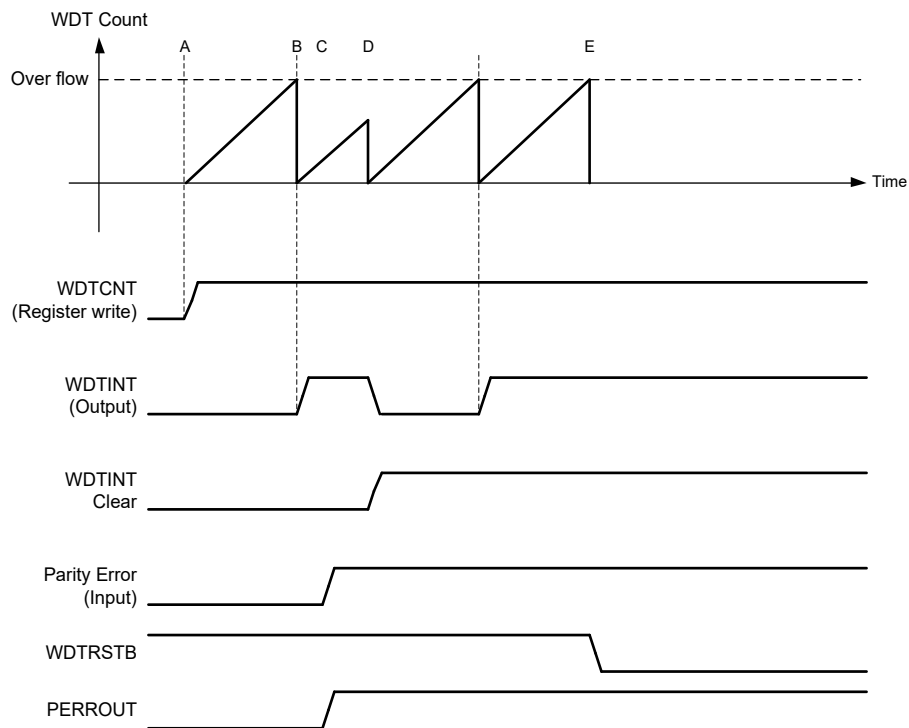 WDT Count
A
B
C
D
E
Over flow
Time
WDTCNT
(Register write)
WDTINT
(Output)
WDTINT
Clear
Parity Error
(Input)
WDTRSTB
PERROUT